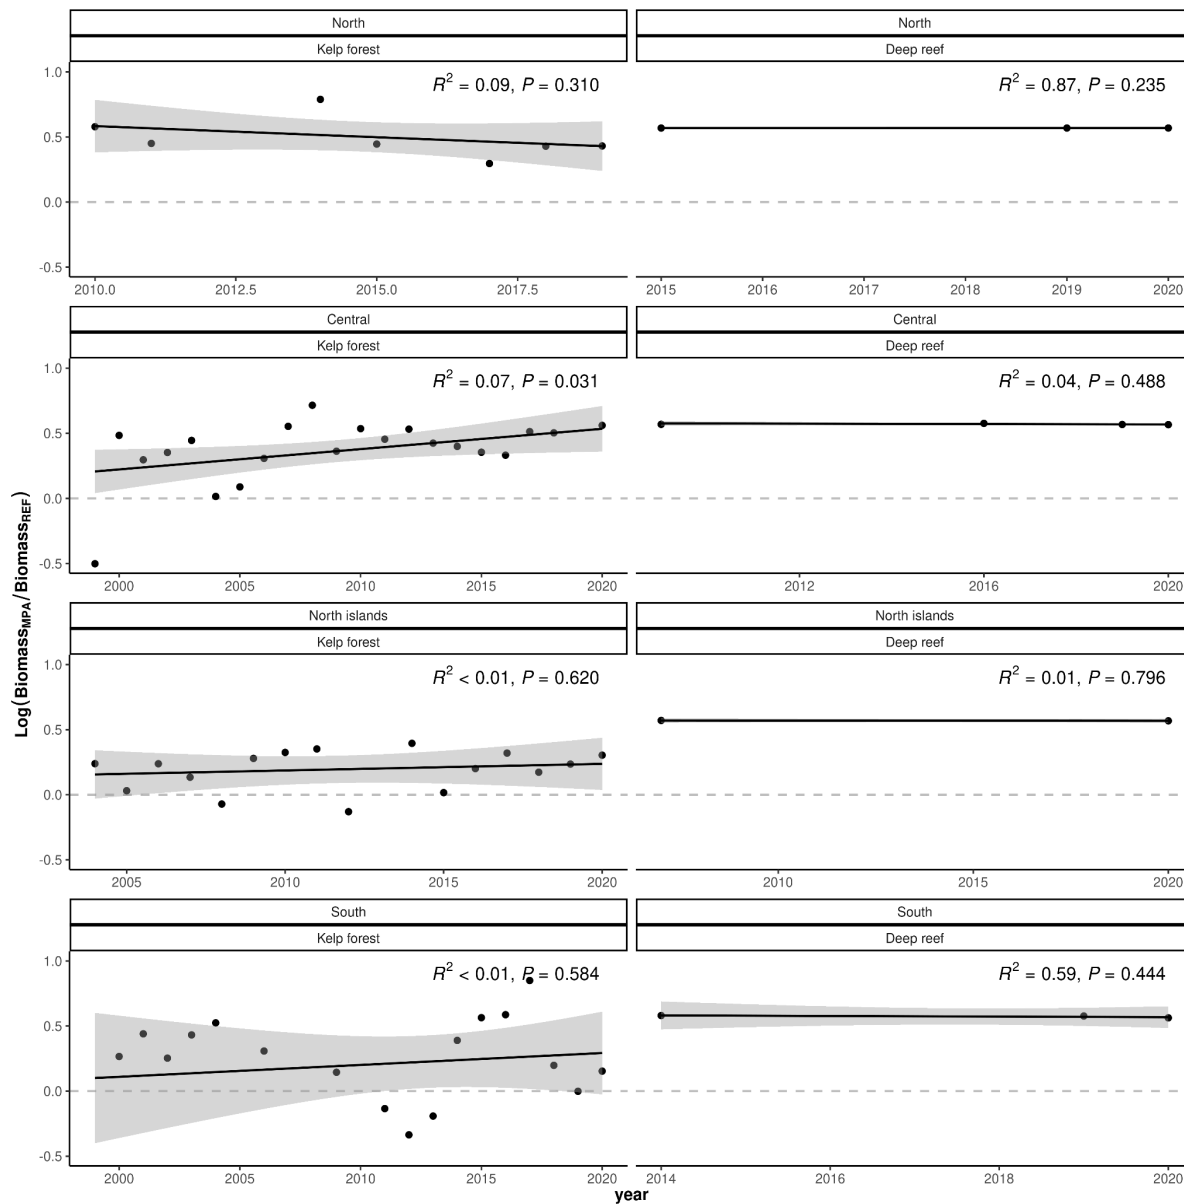 North
Kelp forest
R² = 0.09, P = 0.310
1.0
0.5
0.0
-0.5
2010.0 2012.5 2015.0 2017.5
North
Deep reef
R² = 0.87, P = 0.235
2015 2016 2017 2018 2019 2020
Central
Kelp forest
R² = 0.07, P = 0.031
1.0
0.5
0.0
-0.5
2000 2005 2010 2015 2020
Central
Deep reef
R² = 0.04, P = 0.488
2012 2016 2020
North islands
Kelp forest
R² < 0.01, P = 0.620
1.0
0.5
0.0
-0.5
2005 2010 2015 2020
North islands
Deep reef
R² = 0.01, P = 0.796
2010 2015 2020
South
Kelp forest
R² < 0.01, P = 0.584
1.0
0.5
0.0
-0.5
2000 2005 2010 2015 2020
South
Deep reef
R² = 0.59, P = 0.444
2014 2016 2018 2020
Log(Biomass_MPA/Biomass_REF)
year